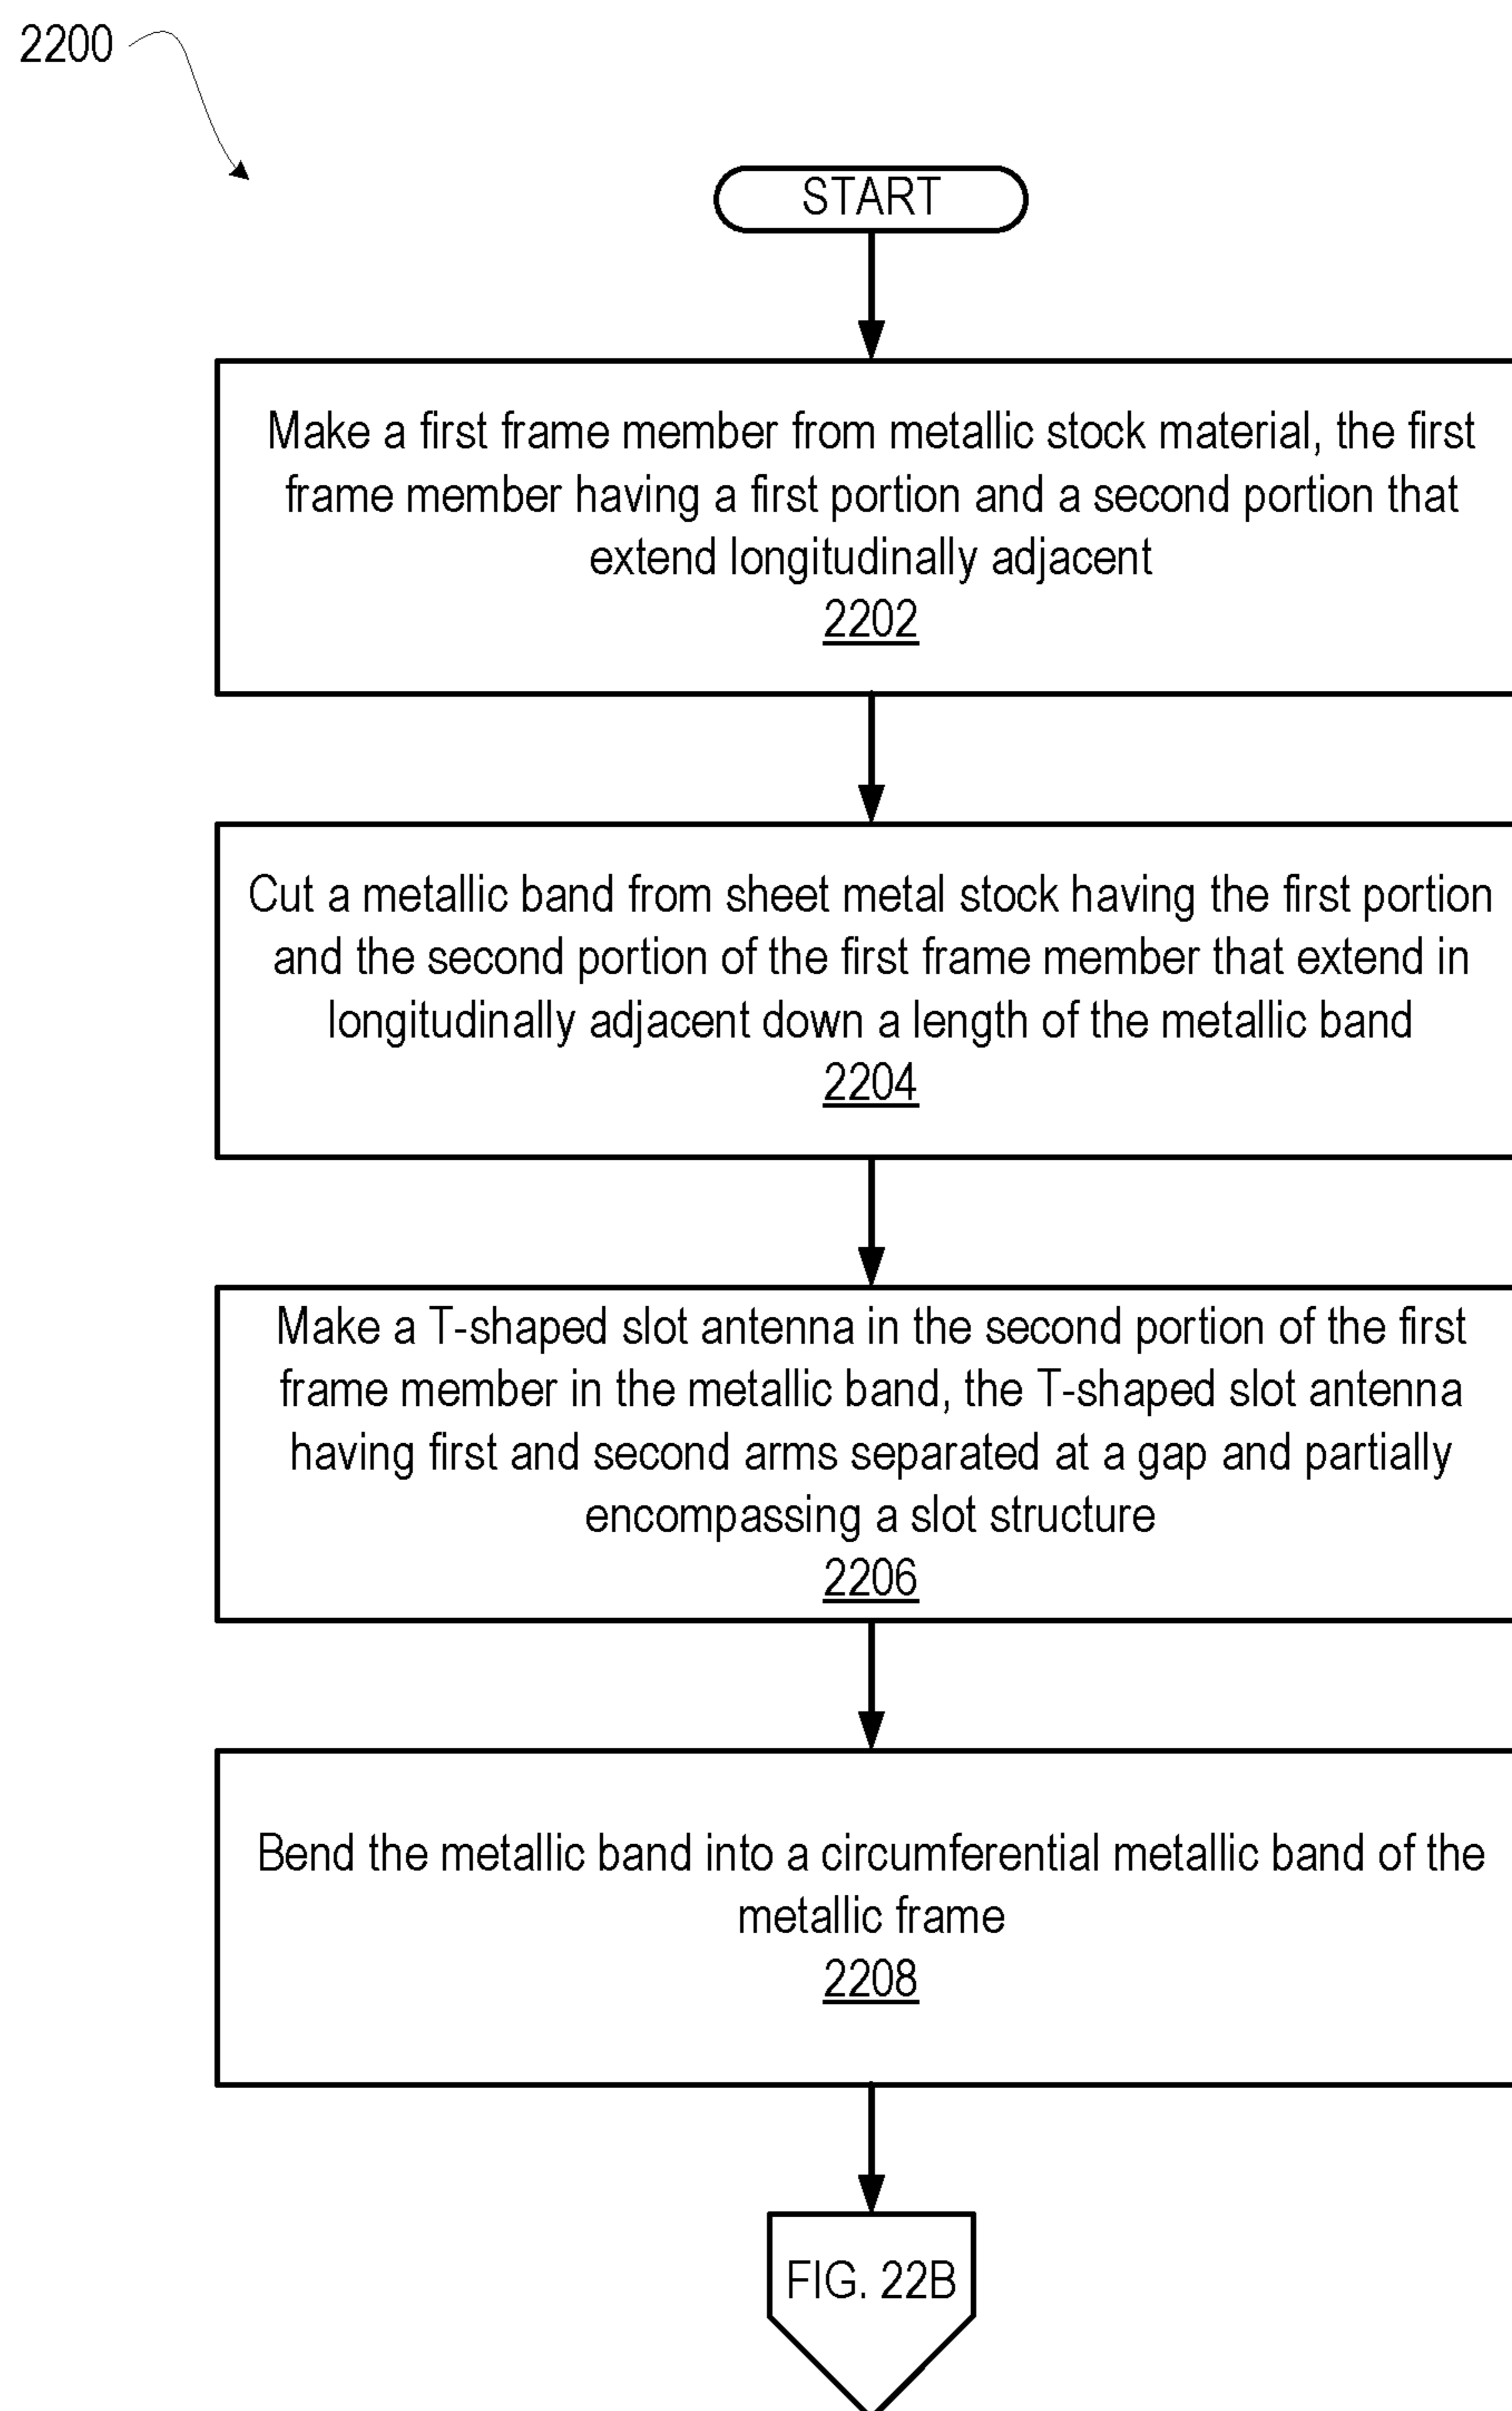 2200
START
Make a first frame member from metallic stock material, the first
frame member having a first portion and a second portion that
extend longitudinally adjacent
2202
Cut a metallic band from sheet metal stock having the first portion
and the second portion of the first frame member that extend in
longitudinally adjacent down a length of the metallic band
2204
Make a T-shaped slot antenna in the second portion of the first
frame member in the metallic band, the T-shaped slot antenna
having first and second arms separated at a gap and partially
encompassing a slot structure
2206
Bend the metallic band into a circumferential metallic band of the
metallic frame
2208
FIG. 22B